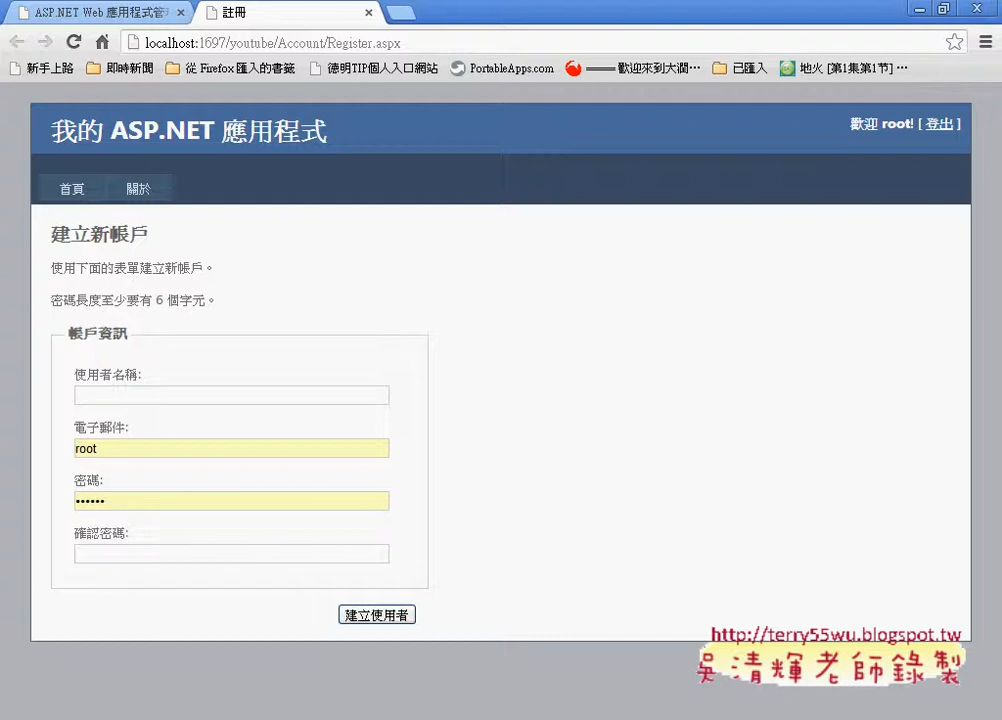 ASP.NET Web 應用程式管
註冊
localhost:1697/youtube/Account/Register.aspx
新手上路 即時新聞 從 Firefox 匯入的書籤 德明TIP個人入口網站 PortableApps.com ——歡迎來到大澗… 已匯入 地火 [第1集第1节] …
我的 ASP.NET 應用程式
歡迎 root! [ 登出 ]
首頁 關於
建立新帳戶
使用下面的表單建立新帳戶。
密碼長度至少要有 6 個字元。
帳戶資訊
使用者名稱:
電子郵件:
root
密碼:
••••••
確認密碼:
建立使用者
http://terry55wu.blogspot.tw
吳清輝老師錄製